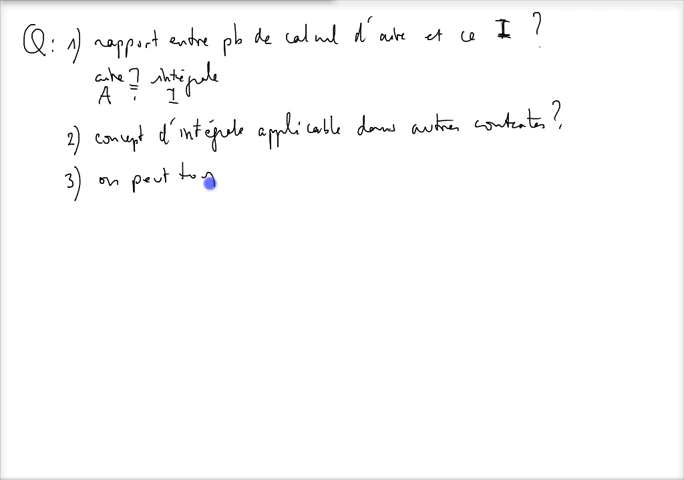 Q: 1) rapport entre pb de calcul d'aire et ce I ?
aire ?= intégrale
A I
2) concept d'intégrale applicable dans autres contextes ?
3) on peut